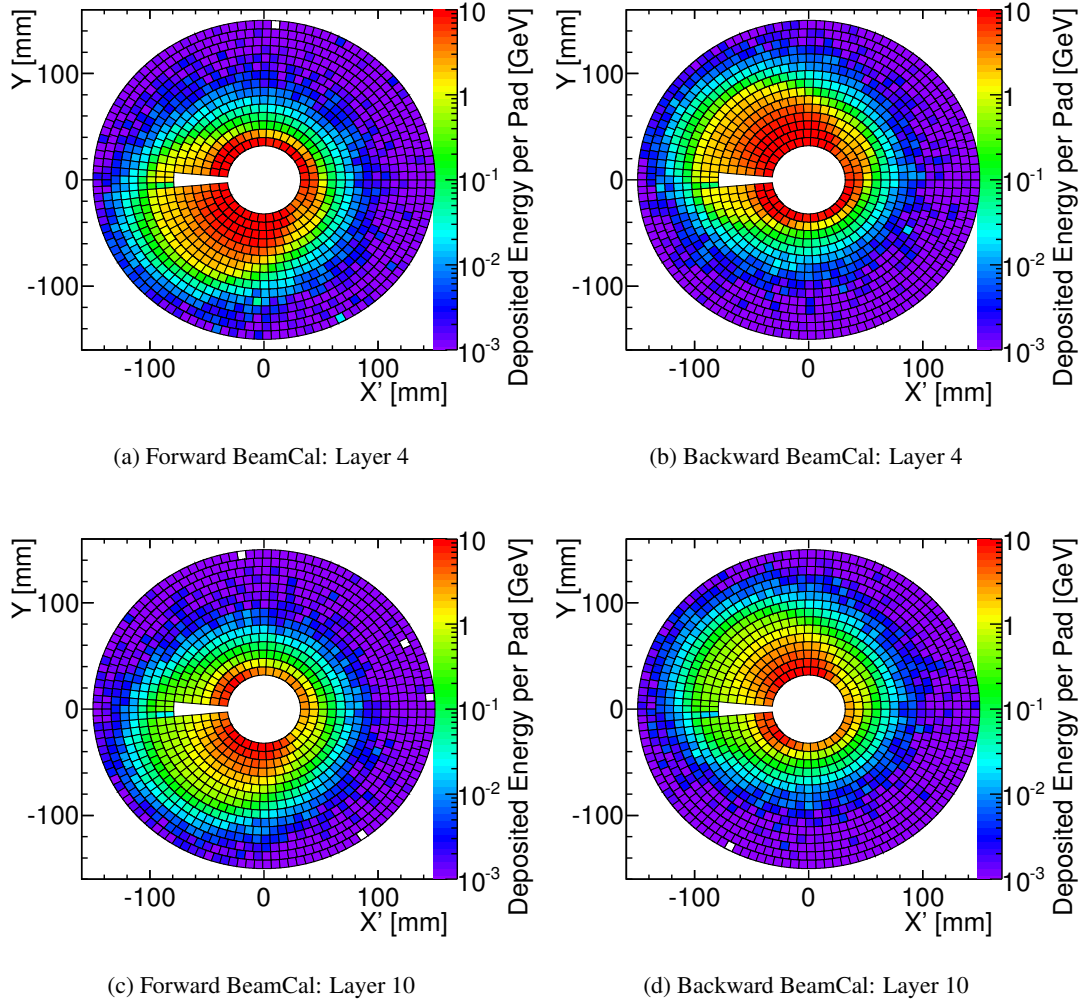 Y [mm]
100
0
-100
-100
0
100
X' [mm]
10
1
10⁻¹
10⁻²
10⁻³
Deposited Energy per Pad [GeV]
(a) Forward BeamCal: Layer 4
Y [mm]
100
0
-100
-100
0
100
X' [mm]
10
1
10⁻¹
10⁻²
10⁻³
Deposited Energy per Pad [GeV]
(b) Backward BeamCal: Layer 4
Y [mm]
100
0
-100
-100
0
100
X' [mm]
10
1
10⁻¹
10⁻²
10⁻³
Deposited Energy per Pad [GeV]
(c) Forward BeamCal: Layer 10
Y [mm]
100
0
-100
-100
0
100
X' [mm]
10
1
10⁻¹
10⁻²
10⁻³
Deposited Energy per Pad [GeV]
(d) Backward BeamCal: Layer 10